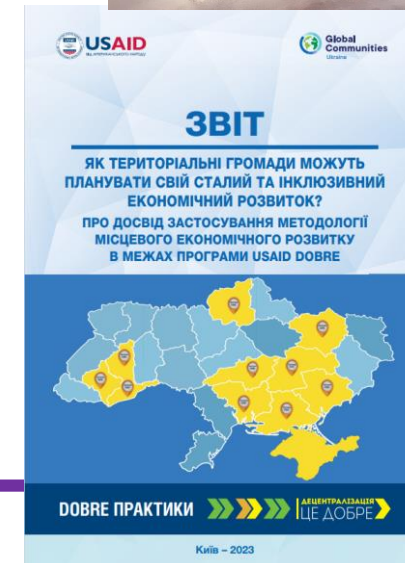 USAID
ВІД АМЕРИКАНСЬКОГО НАРОДУ
Global
Communities
Ukraine
ЗВІТ
ЯК ТЕРИТОРІАЛЬНІ ГРОМАДИ МОЖУТЬ
ПЛАНУВАТИ СВІЙ СТАЛИЙ ТА ІНКЛЮЗИВНИЙ
ЕКОНОМІЧНИЙ РОЗВИТОК?
ПРО ДОСВІД ЗАСТОСУВАННЯ МЕТОДОЛОГІЇ
МІСЦЕВОГО ЕКОНОМІЧНОГО РОЗВИТКУ
В МЕЖАХ ПРОГРАМИ USAID DOBRE
DOBRE ПРАКТИКИ
ДЕЦЕНТРАЛІЗАЦІЯ
ЦЕ ДОБРЕ
Київ – 2023